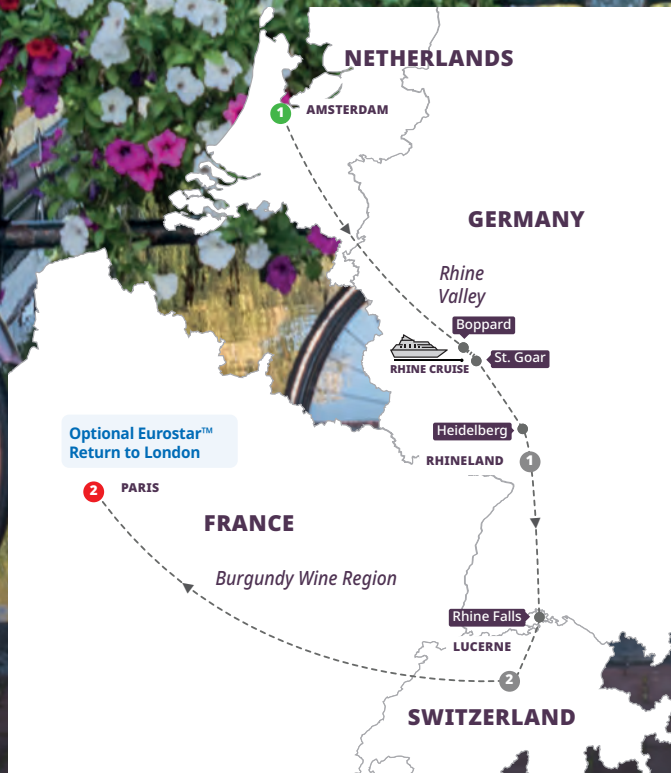 NETHERLANDS
1
AMSTERDAM
GERMANY
Rhine
Valley
Boppard
St. Goar
RHINE CRUISE
Heidelberg
RHINELAND
1
Optional Eurostar™
Return to London
2
PARIS
FRANCE
Burgundy Wine Region
Rhine Falls
LUCERNE
2
SWITZERLAND